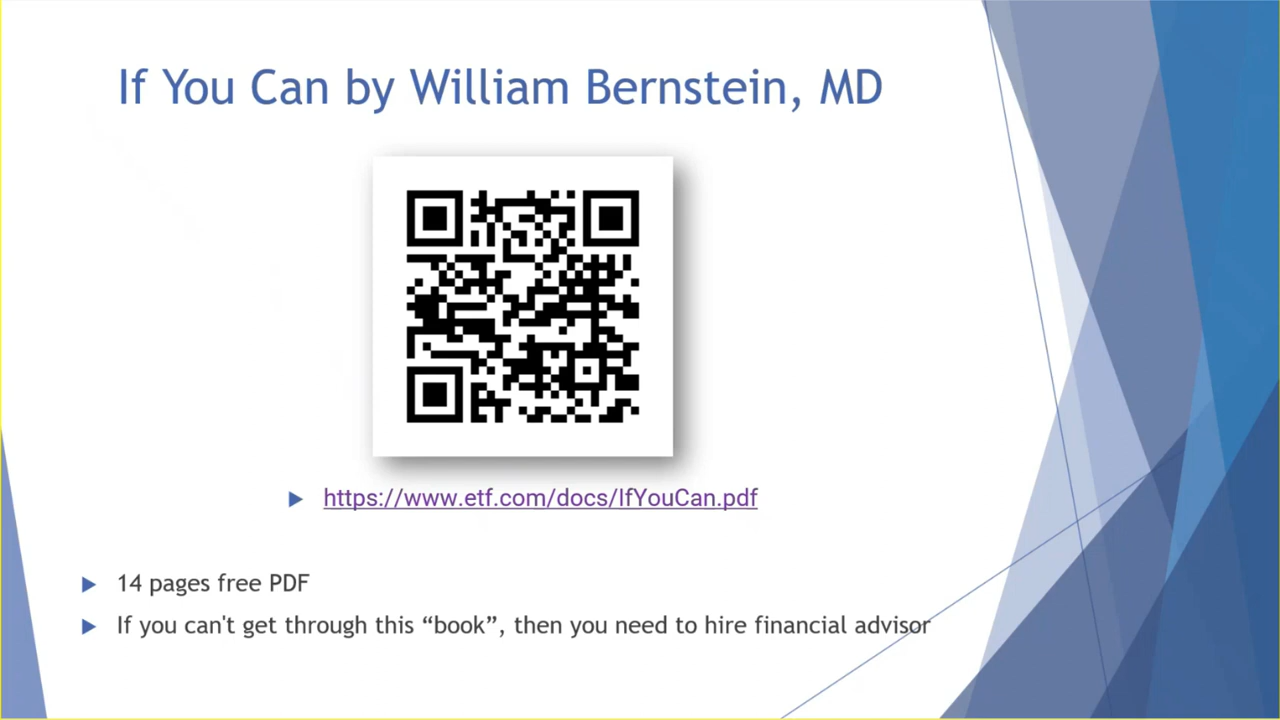 If You Can by William Bernstein, MD
https://www.etf.com/docs/IfYouCan.pdf
14 pages free PDF
If you can't get through this “book”, then you need to hire financial advisor